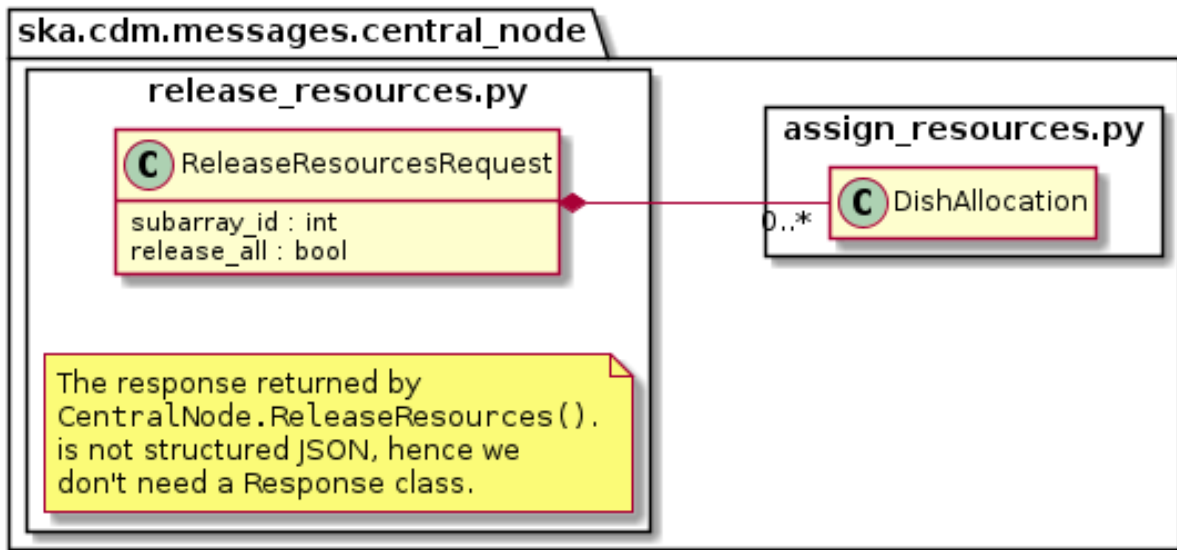 ska.cdm.messages.central_node
release_resources.py
C ReleaseResourcesRequest
subarray_id : int
release_all : bool
assign_resources.py
C DishAllocation
0..*
The response returned by
CentralNode.ReleaseResources().
is not structured JSON, hence we
don't need a Response class.